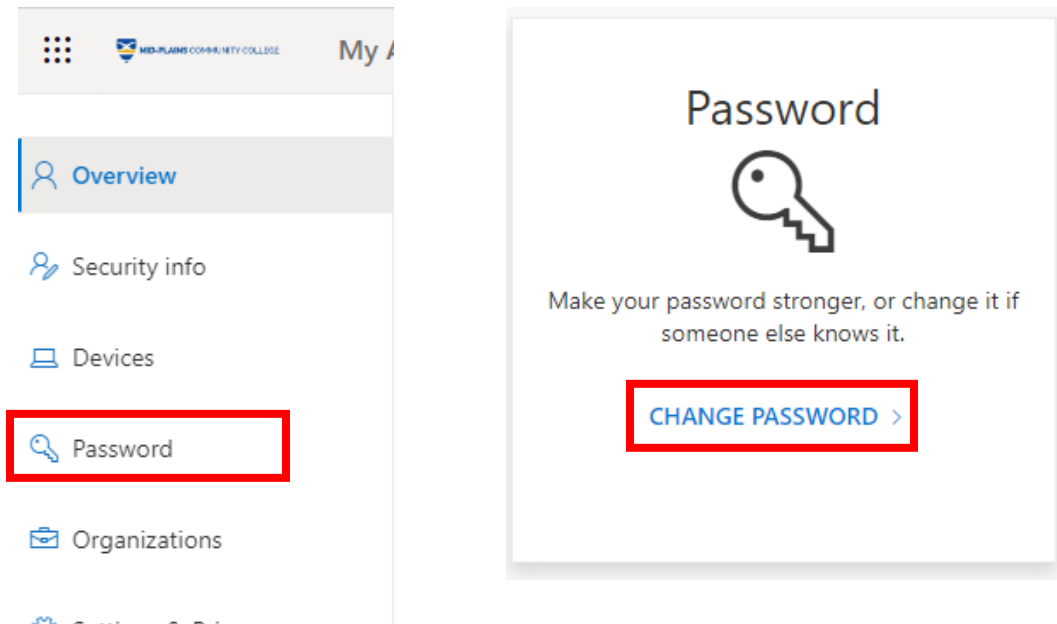 MID-PLAINS COMMUNITY COLLEGE
My A
Overview
Security info
Devices
Password
Organizations
Password
Make your password stronger, or change it if
someone else knows it.
CHANGE PASSWORD >